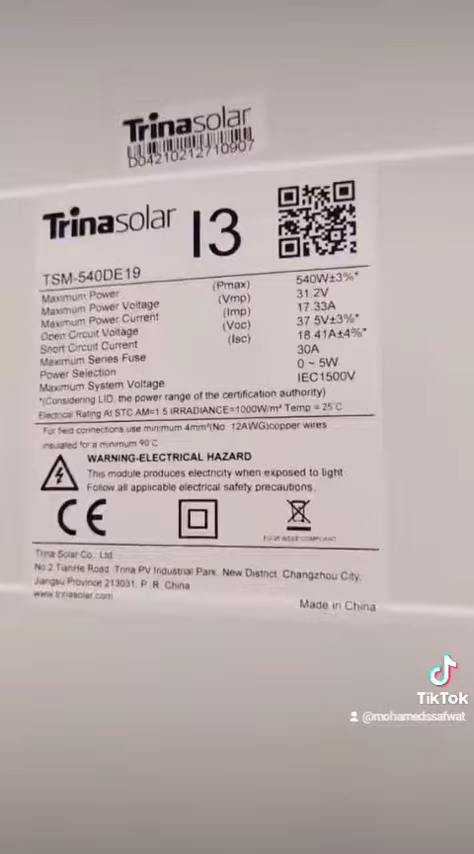 Trinasolar
D04210212710907
Trinasolar
I3
TSM-540DE19
Maximum Power (Pmax) 540W±3%*
Maximum Power Voltage (Vmp) 31.2V
Maximum Power Current (Imp) 17.33A
Open Circuit Voltage (Voc) 37.5V±3%*
Short Circuit Current (Isc) 18.41A±4%*
Maximum Series Fuse 30A
Power Selection 0 ~ 5W
Maximum System Voltage IEC1500V
*(Considering LID, the power range of the certification authority)
Electrical Rating At STC AM=1.5 IRRADIANCE=1000W/m² Temp = 25°C
For field connections use minimum 4mm²(No. 12AWG)copper wires
insulated for a minimum 90°C
WARNING-ELECTRICAL HAZARD
This module produces electricity when exposed to light
Follow all applicable electrical safety precautions.
CE
Trina Solar Co., Ltd
No.2 TianHe Road, Trina PV Industrial Park, New District, Changzhou City,
Jiangsu Province 213031, P. R. China
www.trinasolar.com
Made in China
TikTok
@mohamedssafwat